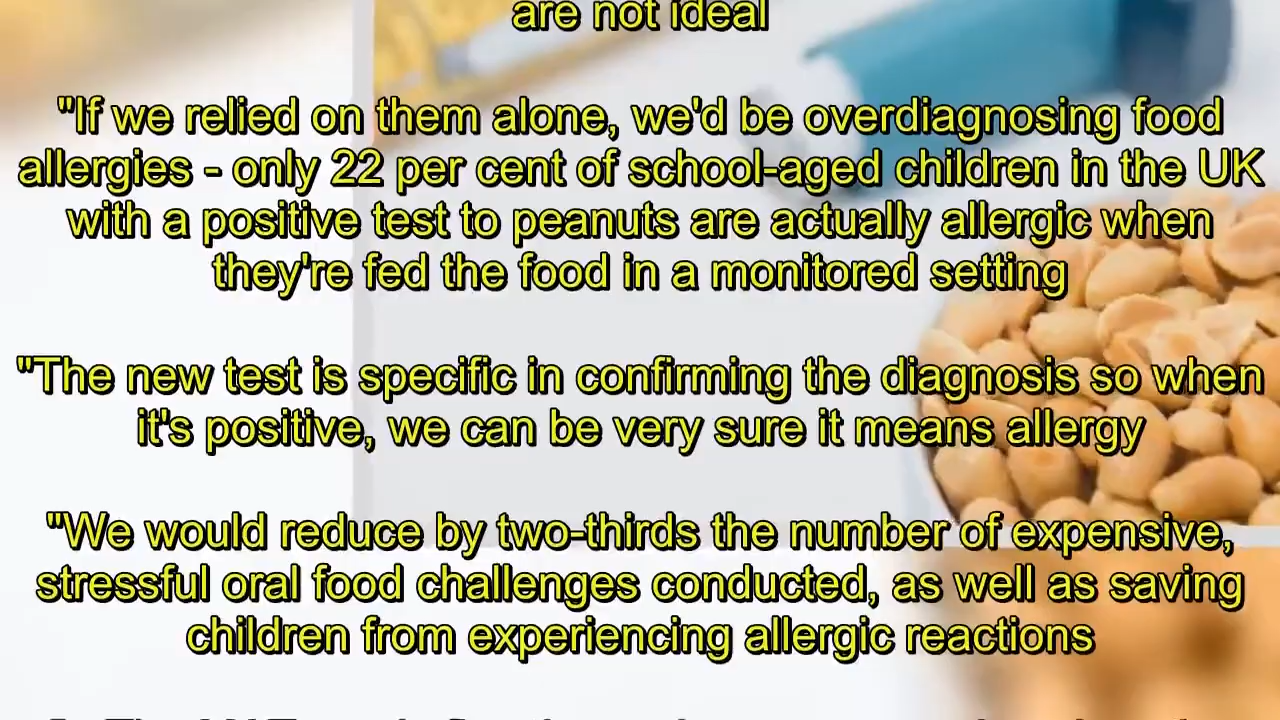 are not ideal
"If we relied on them alone, we'd be overdiagnosing food
allergies - only 22 per cent of school-aged children in the UK
with a positive test to peanuts are actually allergic when
they're fed the food in a monitored setting
"The new test is specific in confirming the diagnosis so when
it's positive, we can be very sure it means allergy
"We would reduce by two-thirds the number of expensive,
stressful oral food challenges conducted, as well as saving
children from experiencing allergic reactions